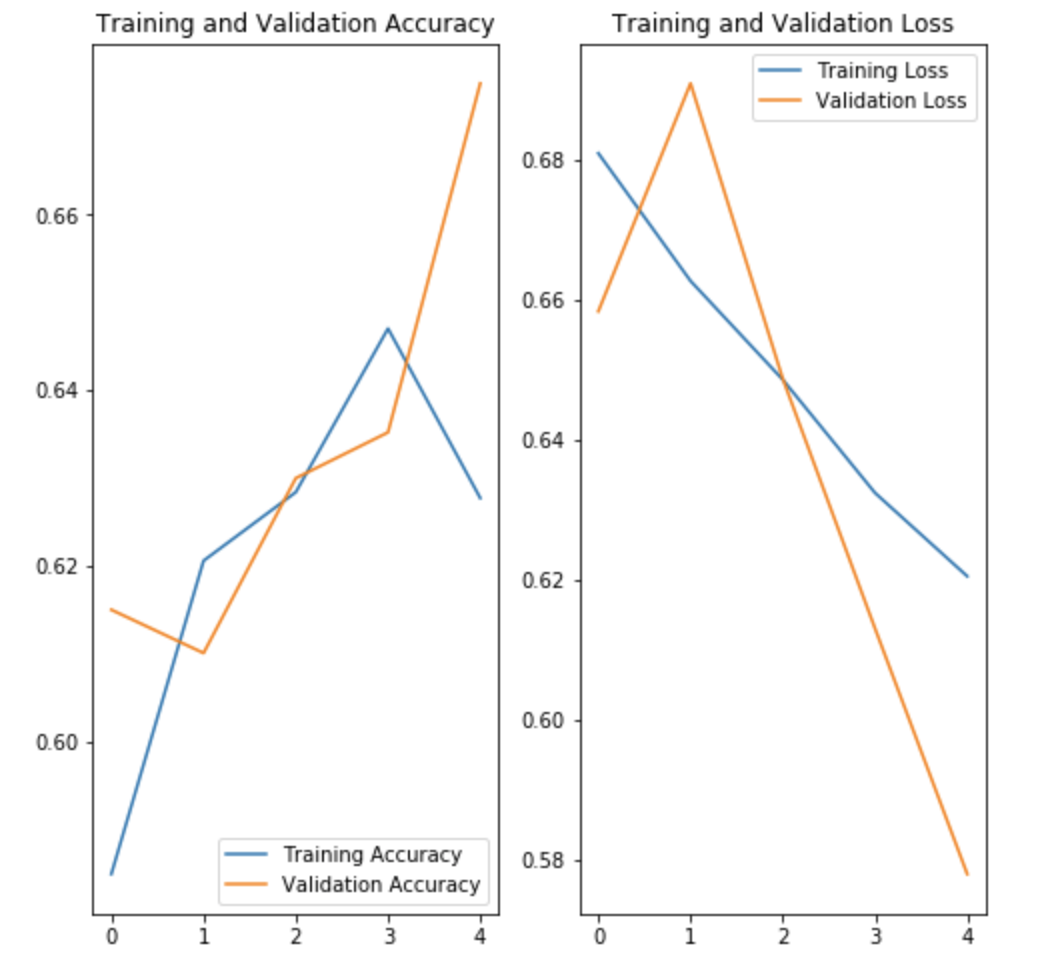 Training and Validation Accuracy
0.66
0.64
0.62
0.60
Training Accuracy
Validation Accuracy
0 1 2 3 4
Training and Validation Loss
Training Loss
Validation Loss
0.68
0.66
0.64
0.62
0.60
0.58
0 1 2 3 4